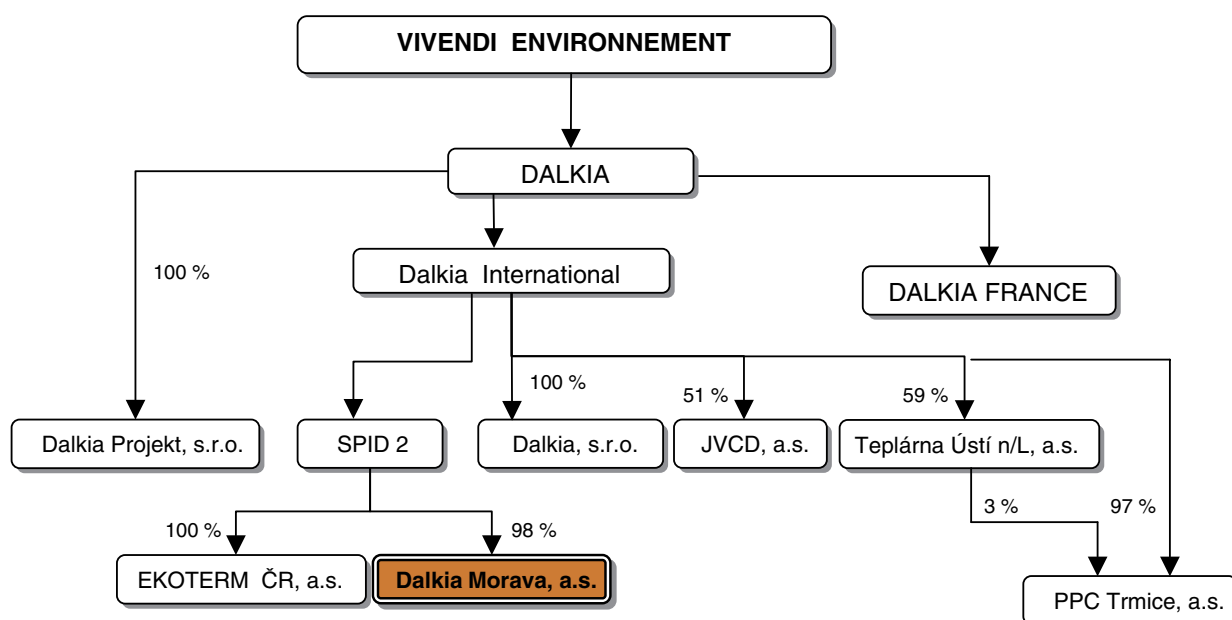 VIVENDI ENVIRONNEMENT
DALKIA
100 %
Dalkia International
DALKIA FRANCE
100 %
51 %
59 %
Dalkia Projekt, s.r.o.
SPID 2
Dalkia, s.r.o.
JVCD, a.s.
Teplárna Ústí n/L, a.s.
100 %
98 %
3 %
97 %
EKOTERM ČR, a.s.
Dalkia Morava, a.s.
PPC Trmice, a.s.